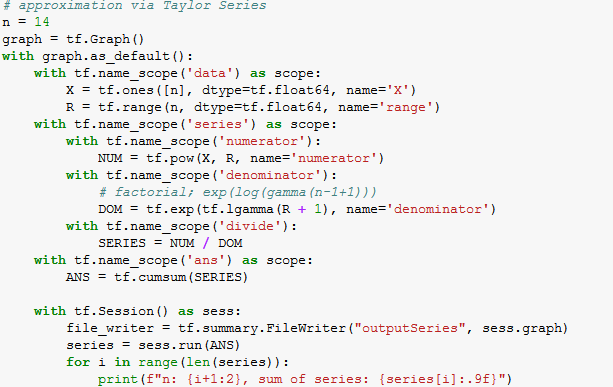 # approximation via Taylor Series
n = 14
graph = tf.Graph()
with graph.as_default():
    with tf.name_scope('data') as scope:
        X = tf.ones([n], dtype=tf.float64, name='X')
        R = tf.range(n, dtype=tf.float64, name='range')
    with tf.name_scope('series') as scope:
        with tf.name_scope('numerator'):
            NUM = tf.pow(X, R, name='numerator')
        with tf.name_scope('denominator'):
            # factorial; exp(log(gamma(n-1+1)))
            DOM = tf.exp(tf.lgamma(R + 1), name='denominator')
        with tf.name_scope('divide'):
            SERIES = NUM / DOM
    with tf.name_scope('ans') as scope:
        ANS = tf.cumsum(SERIES)

    with tf.Session() as sess:
        file_writer = tf.summary.FileWriter("outputSeries", sess.graph)
        series = sess.run(ANS)
        for i in range(len(series)):
            print(f"n: {i+1:2}, sum of series: {series[i]:.9f}")